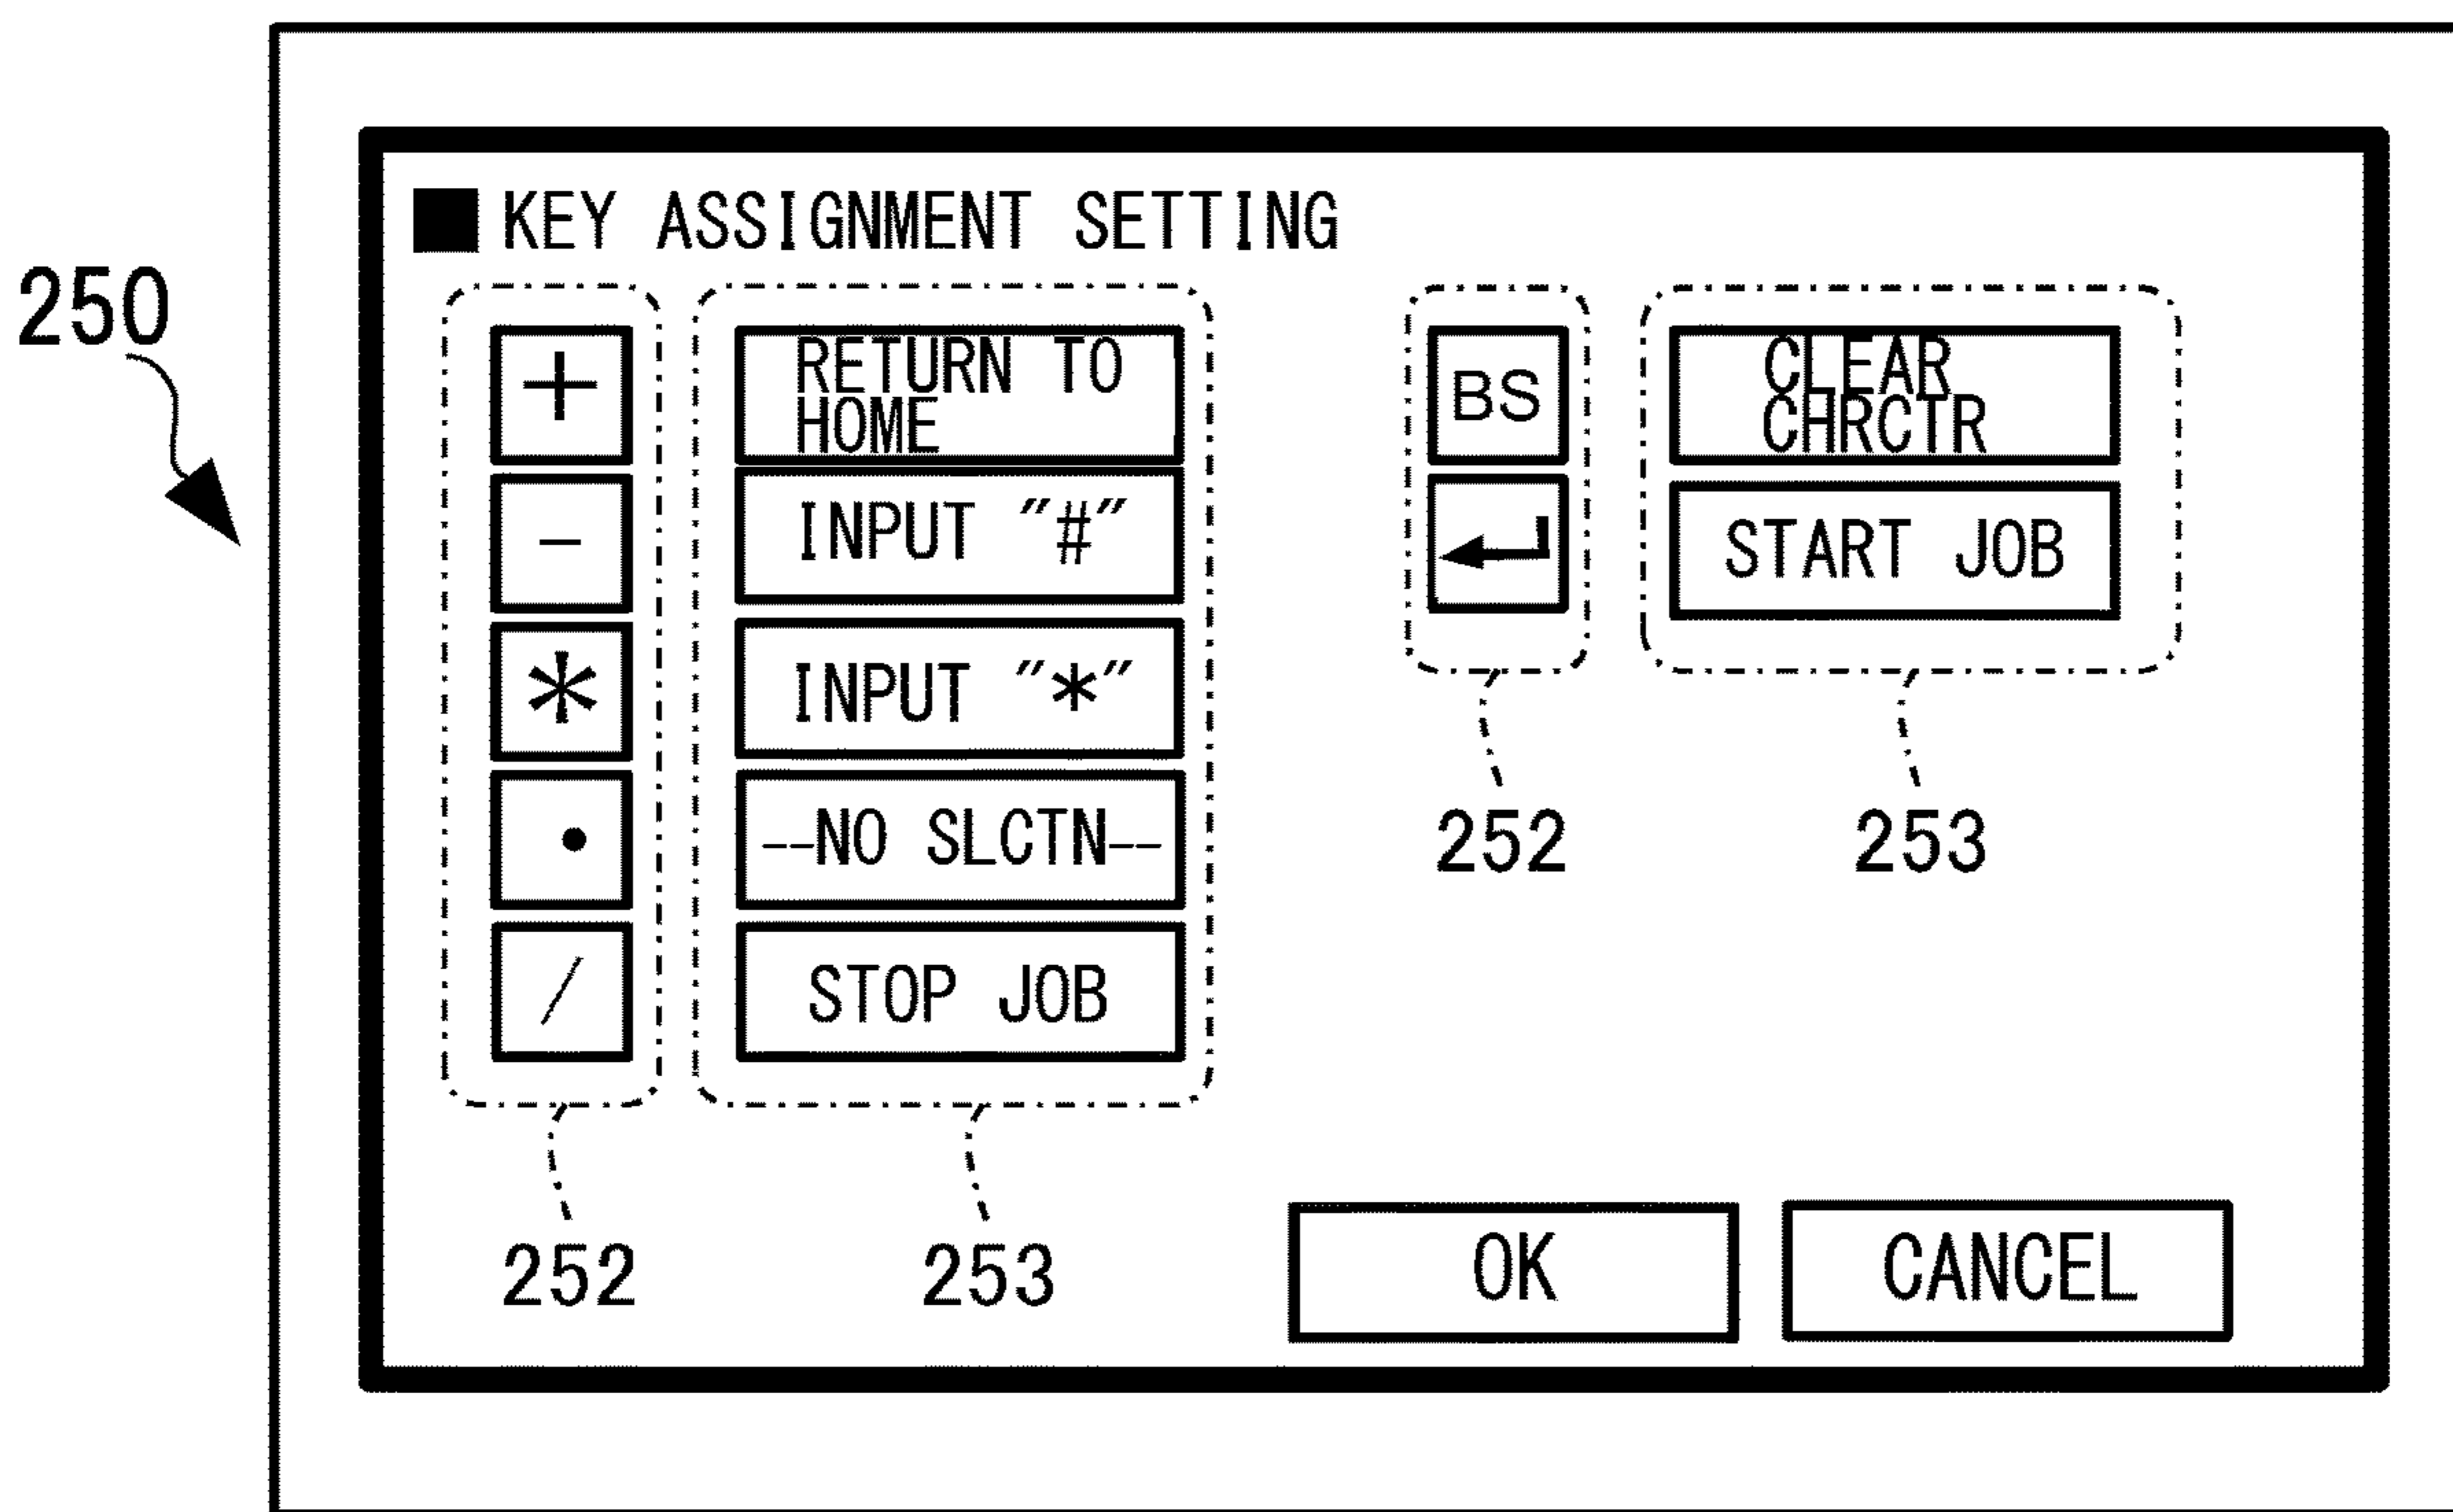 ■ KEY ASSIGNMENT SETTING
250
+
RETURN TO
HOME
-
INPUT "#"
*
INPUT "*"
•
--NO SLCTN--
/
STOP JOB
252
253
BS
CLEAR
CHRCTR
START JOB
252
253
OK
CANCEL